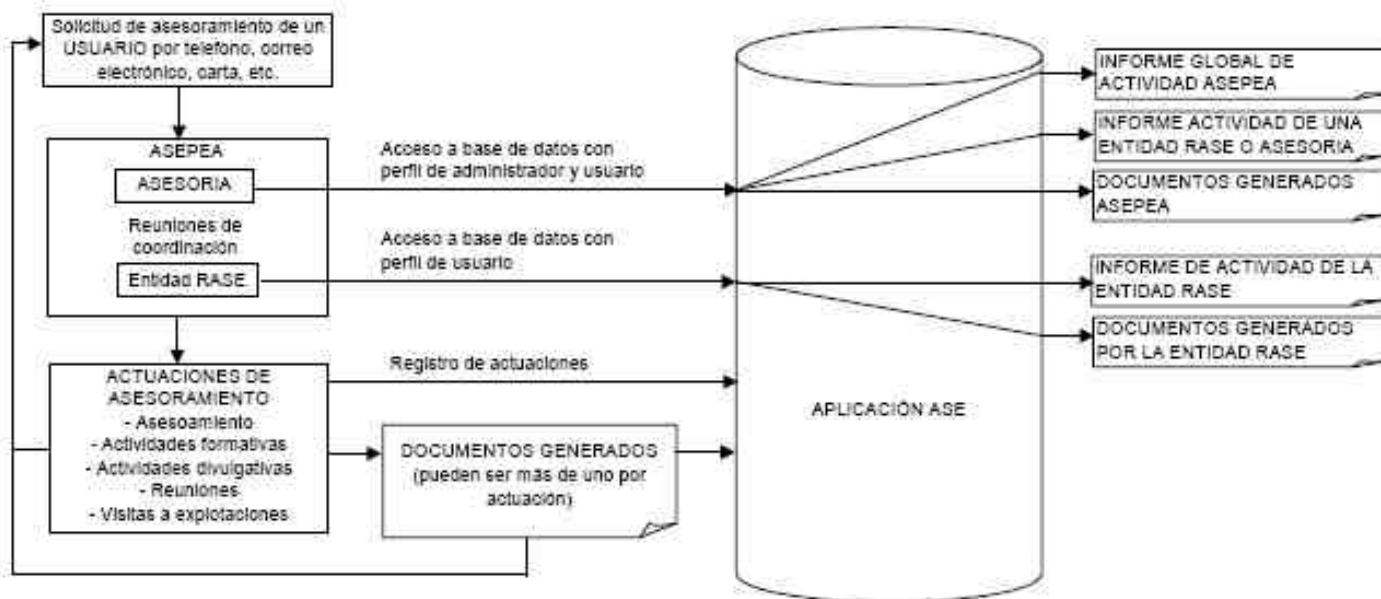 Solicitud de asesoramiento de un
USUARIO por telefono, correo
electrónico, carta, etc.
ASEPEA
ASESORIA
Reuniones de
coordinación
Entidad RASE
Acceso a base de datos con
perfil de administrador y usuario
Acceso a base de datos con
perfil de usuario
ACTUACIONES DE
ASESORAMIENTO
- Asesoamiento
- Actividades formativas
- Actividades divulgativas
- Reuniones
- Visitas a explotaciones
Registro de actuaciones
DOCUMENTOS GENERADOS
(pueden ser más de uno por
actuación)
APLICACIÓN ASE
INFORME GLOBAL DE
ACTIVIDAD ASEPEA
INFORME ACTIVIDAD DE UNA
ENTIDAD RASE O ASESORIA
DOCUMENTOS GENERADOS
ASEPEA
INFORME DE ACTIVIDAD DE LA
ENTIDAD RASE
DOCUMENTOS GENERADOS
POR LA ENTIDAD RASE